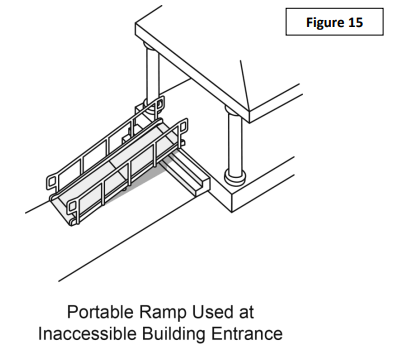 Figure 15
Portable Ramp Used at
Inaccessible Building Entrance